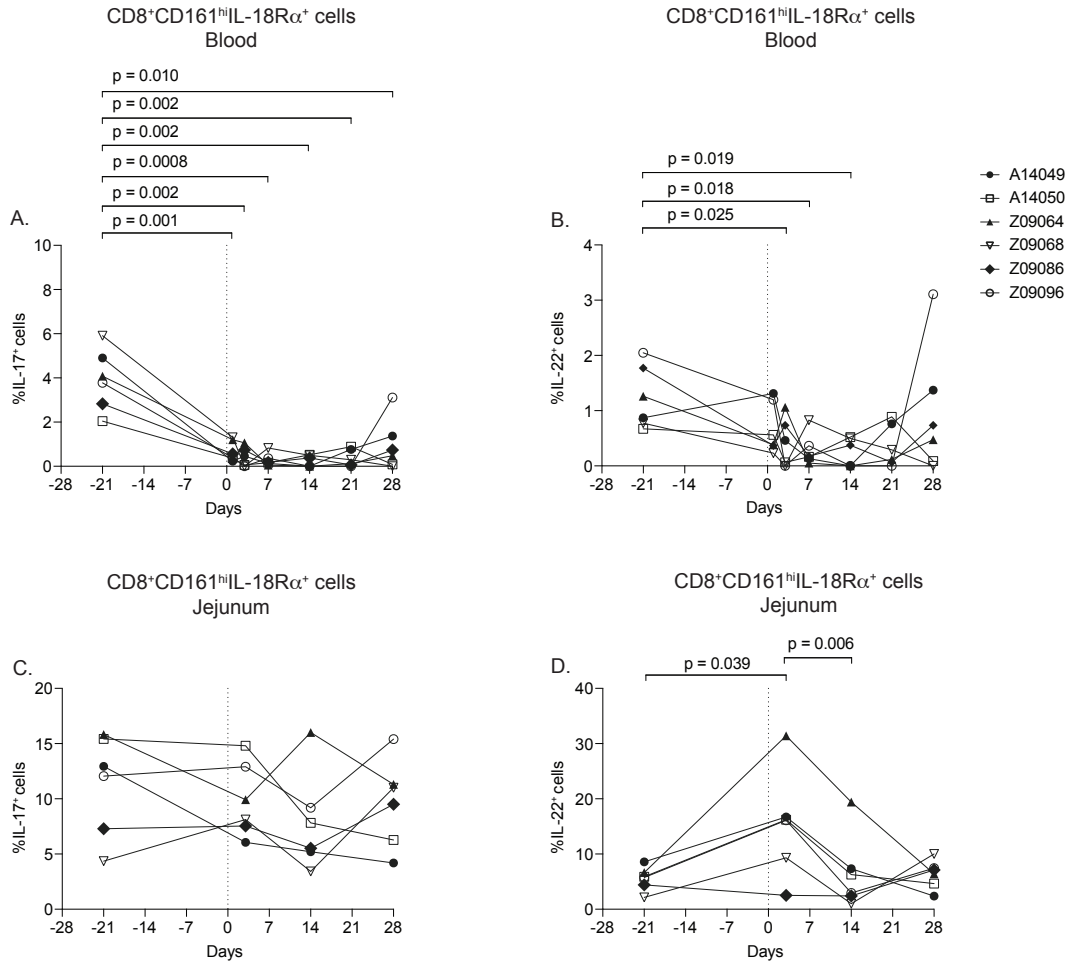 CD8⁺CD161ʰⁱIL-18Rα⁺ cells
Blood
p = 0.010
p = 0.002
p = 0.002
p = 0.0008
p = 0.002
p = 0.001
A.
10
8
6
4
2
0
%IL-17⁺ cells
-28 -21 -14 -7 0 7 14 21 28
Days
CD8⁺CD161ʰⁱIL-18Rα⁺ cells
Blood
p = 0.019
p = 0.018
p = 0.025
B.
4
3
2
1
0
%IL-22⁺ cells
-28 -21 -14 -7 0 7 14 21 28
Days
A14049
A14050
Z09064
Z09068
Z09086
Z09096
CD8⁺CD161ʰⁱIL-18Rα⁺ cells
Jejunum
C.
20
15
10
5
0
%IL-17⁺ cells
-28 -21 -14 -7 0 7 14 21 28
Days
CD8⁺CD161ʰⁱIL-18Rα⁺ cells
Jejunum
p = 0.006
p = 0.039
D.
40
30
20
10
0
%IL-22⁺ cells
-28 -21 -14 -7 0 7 14 21 28
Days